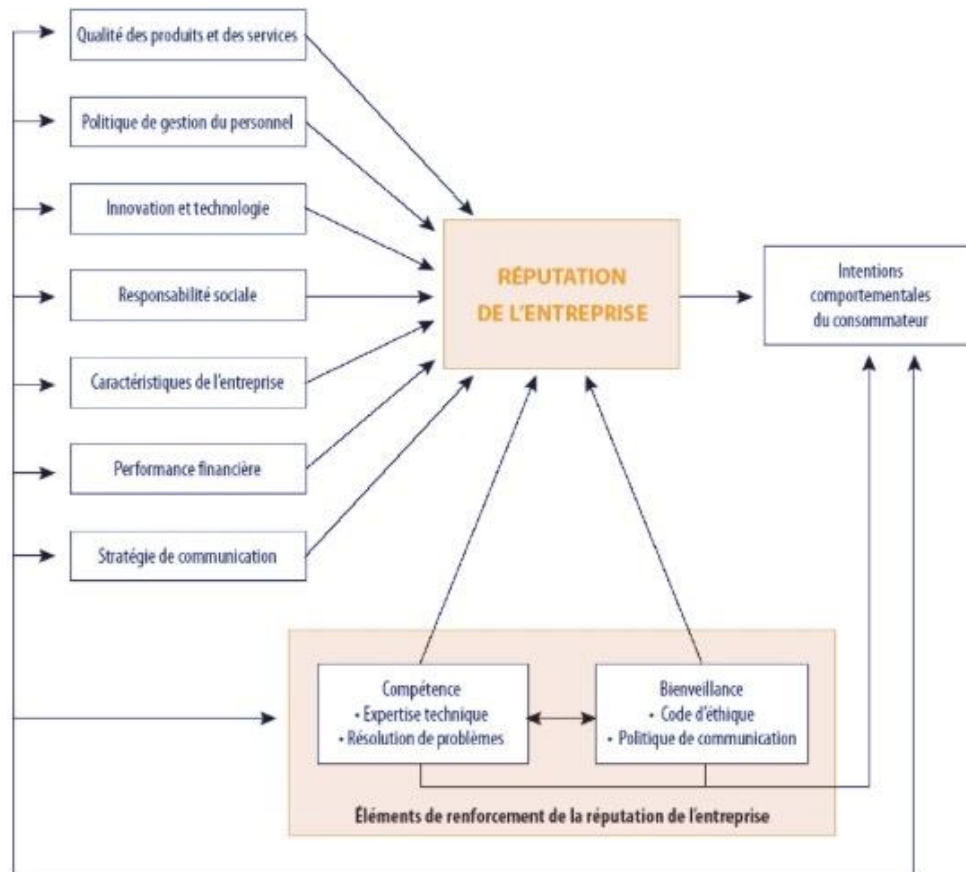 Qualité des produits et des services
Politique de gestion du personnel
Innovation et technologie
Responsabilité sociale
Caractéristiques de l'entreprise
Performance financière
Stratégie de communication
RÉPUTATION
DE L'ENTREPRISE
Intentions
comportementales
du consommateur
Compétence
• Expertise technique
• Résolution de problèmes
Bienveillance
• Code d'éthique
• Politique de communication
Éléments de renforcement de la réputation de l'entreprise